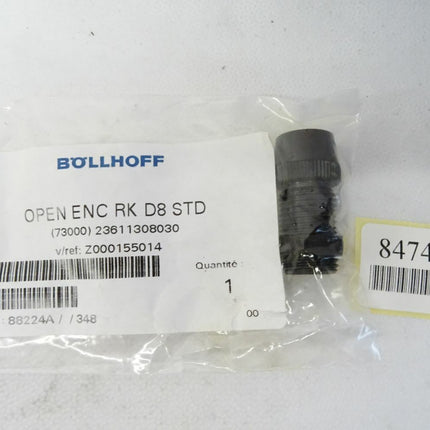 BÖLLHOFF
OPEN ENC RK D8 STD
(73000) 23611308030
v/ref: Z000155014
Quantité :
1
: 88224A / /348
00
8474